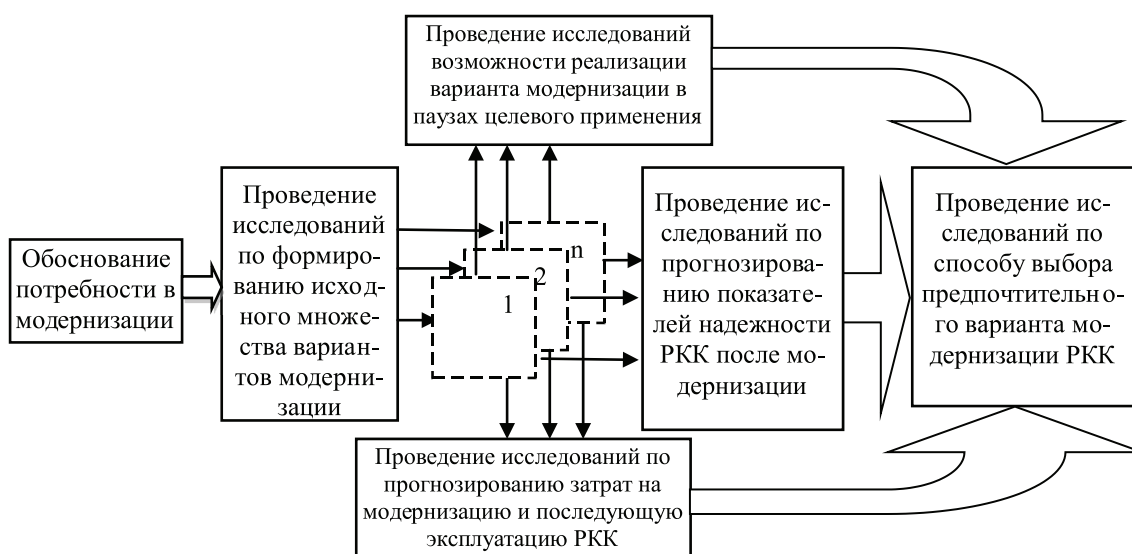 Проведение исследований
возможности реализации
варианта модернизации в
паузах целевого применения
Обоснование
потребности в
модернизации
Проведение
исследований
по формиро-
ванию исход-
ного множе-
ства вариан-
тов модерни-
зации
1
2
n
Проведение ис-
следований по
прогнозирова-
нию показате-
лей надежности
РКК после мо-
дернизации
Проведение ис-
следований по
способу выбора
предпочтительно-
го варианта мо-
дернизации РКК
Проведение исследований по
прогнозированию затрат на
модернизацию и последующую
эксплуатацию РКК